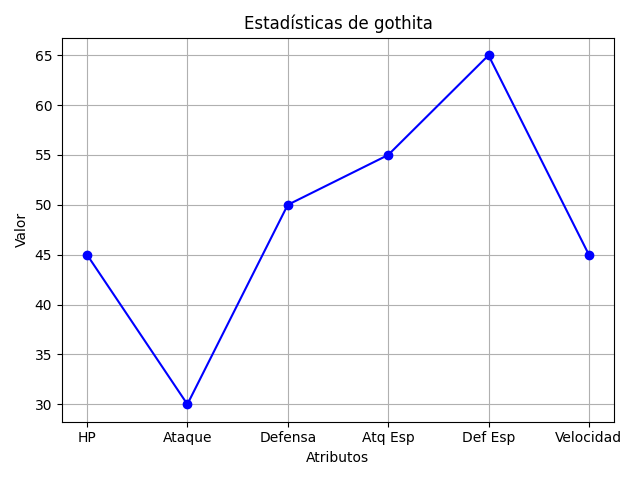 Estadísticas de gothita
Valor
65
60
55
50
45
40
35
30
HP Ataque Defensa Atq Esp Def Esp Velocidad
Atributos